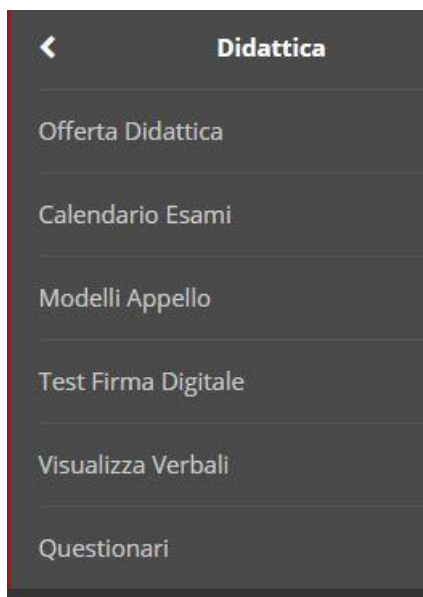 Didattica
Offerta Didattica
Calendario Esami
Modelli Appello
Test Firma Digitale
Visualizza Verbali
Questionari